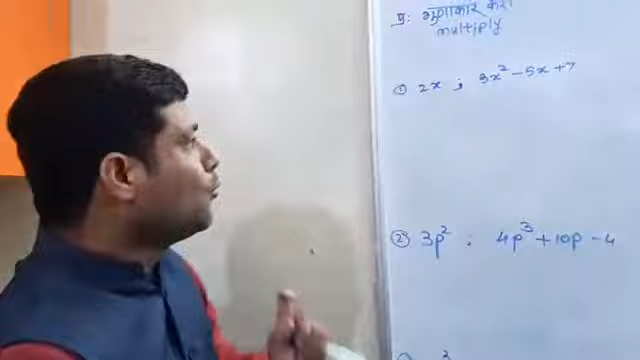 प्र: गुणाकार करा
multiply
① 2x ; 3x² - 5x + 7
② 3p² ; 4p³ + 10p - 4